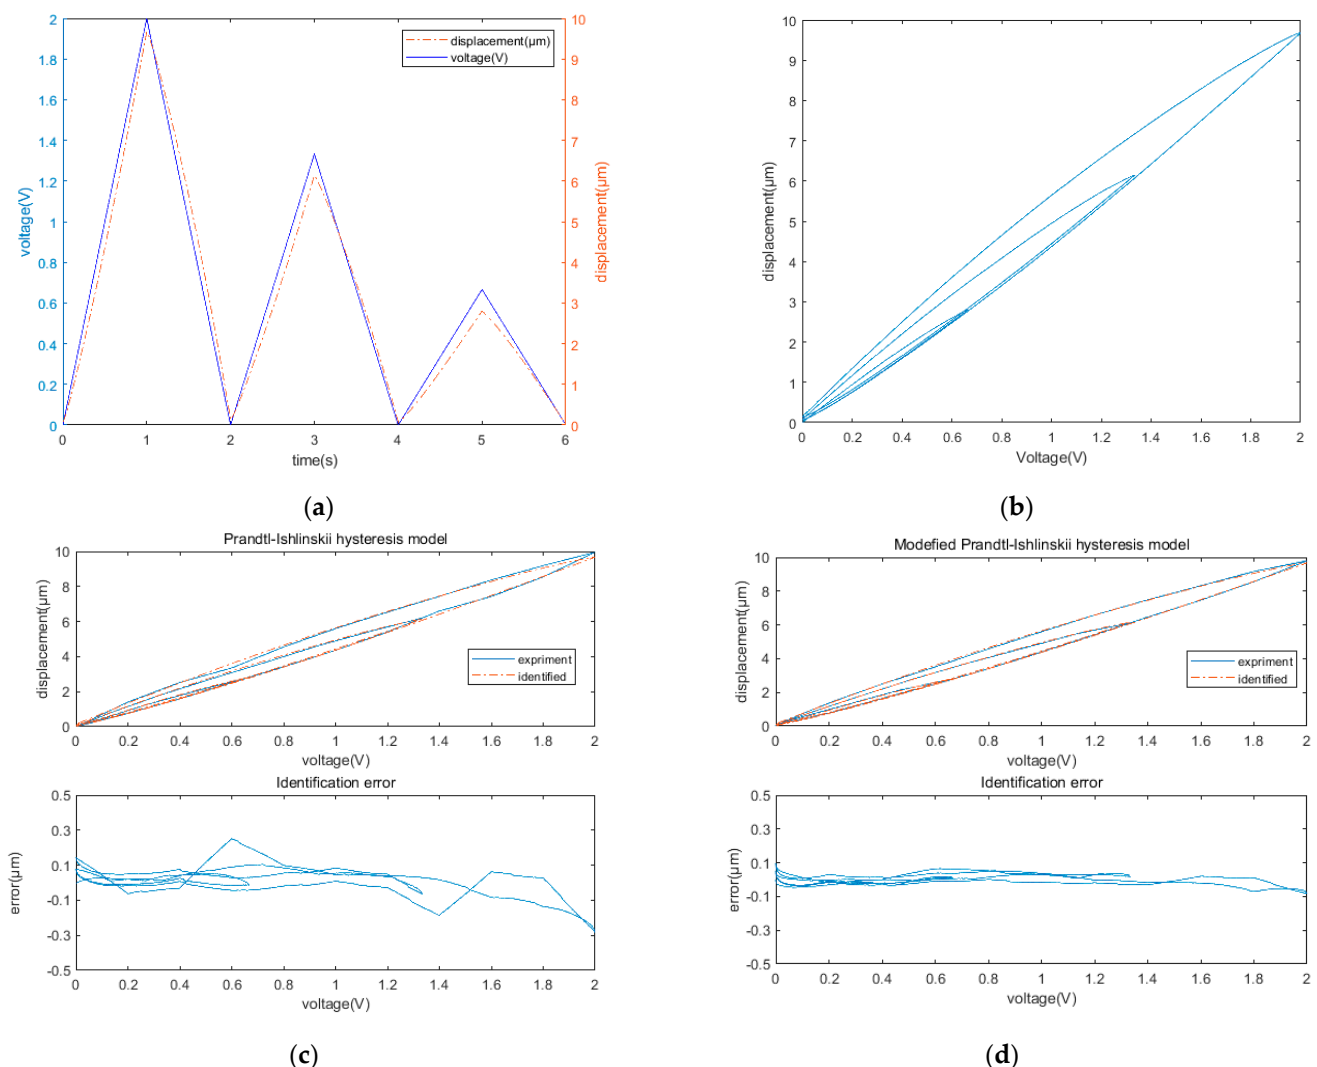 2
1.8
1.6
1.4
1.2
1
0.8
0.6
0.4
0.2
0
voltage(V)
10
9
8
7
6
5
4
3
2
1
0
displacement(μm)
displacement(μm)
voltage(V)
0 1 2 3 4 5 6
time(s)
(a)
10
9
8
7
6
5
4
3
2
1
0
displacement(μm)
0 0.2 0.4 0.6 0.8 1 1.2 1.4 1.6 1.8 2
Voltage(V)
(b)
Prandtl-Ishlinskii hysteresis model
10
8
6
4
2
0
displacement(μm)
expriment
identified
0 0.2 0.4 0.6 0.8 1 1.2 1.4 1.6 1.8 2
voltage(V)
Identification error
0.5
0.3
0.1
-0.1
-0.3
-0.5
error(μm)
0 0.2 0.4 0.6 0.8 1 1.2 1.4 1.6 1.8 2
voltage(V)
(c)
Modefied Prandtl-Ishlinskii hysteresis model
10
8
6
4
2
0
displacement(μm)
expriment
identified
0 0.2 0.4 0.6 0.8 1 1.2 1.4 1.6 1.8 2
voltage(V)
Identification error
0.5
0.3
0.1
-0.1
-0.3
-0.5
error(μm)
0 0.2 0.4 0.6 0.8 1 1.2 1.4 1.6 1.8 2
voltage(V)
(d)